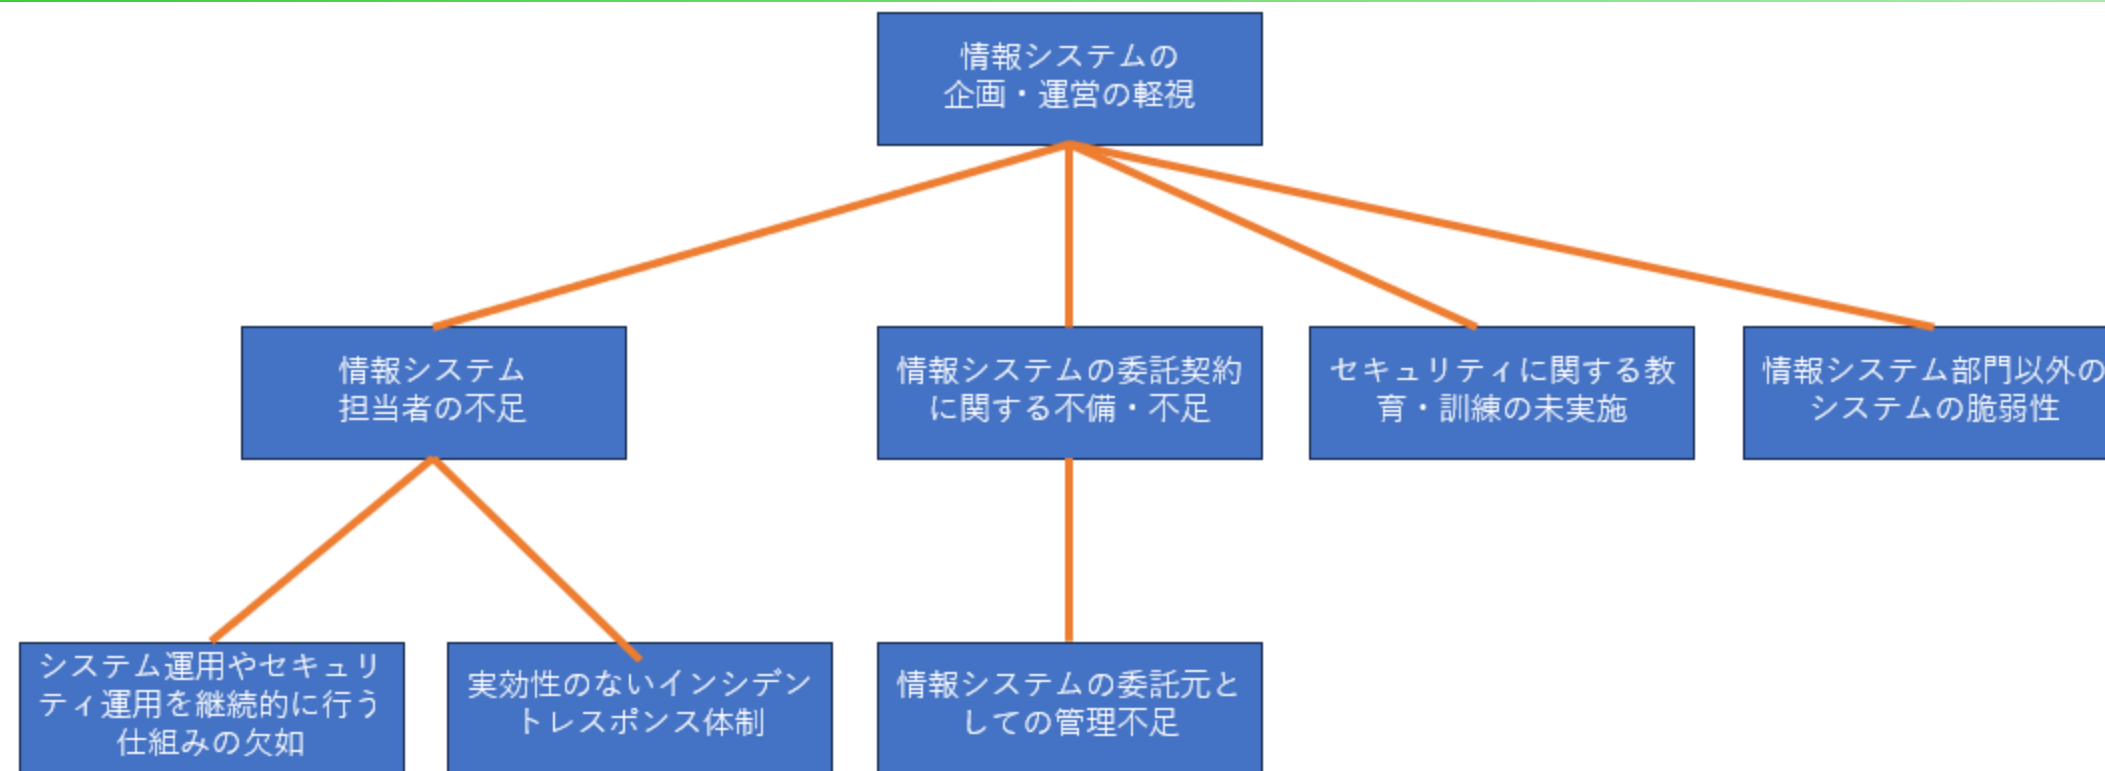 情報システムの
企画・運営の軽視
情報システム
担当者の不足
情報システムの委託契約
に関する不備・不足
セキュリティに関する教
育・訓練の未実施
情報システム部門以外の
システムの脆弱性
システム運用やセキュリ
ティ運用を継続的に行う
仕組みの欠如
実効性のないインシデン
トレスポンス体制
情報システムの委託元と
しての管理不足